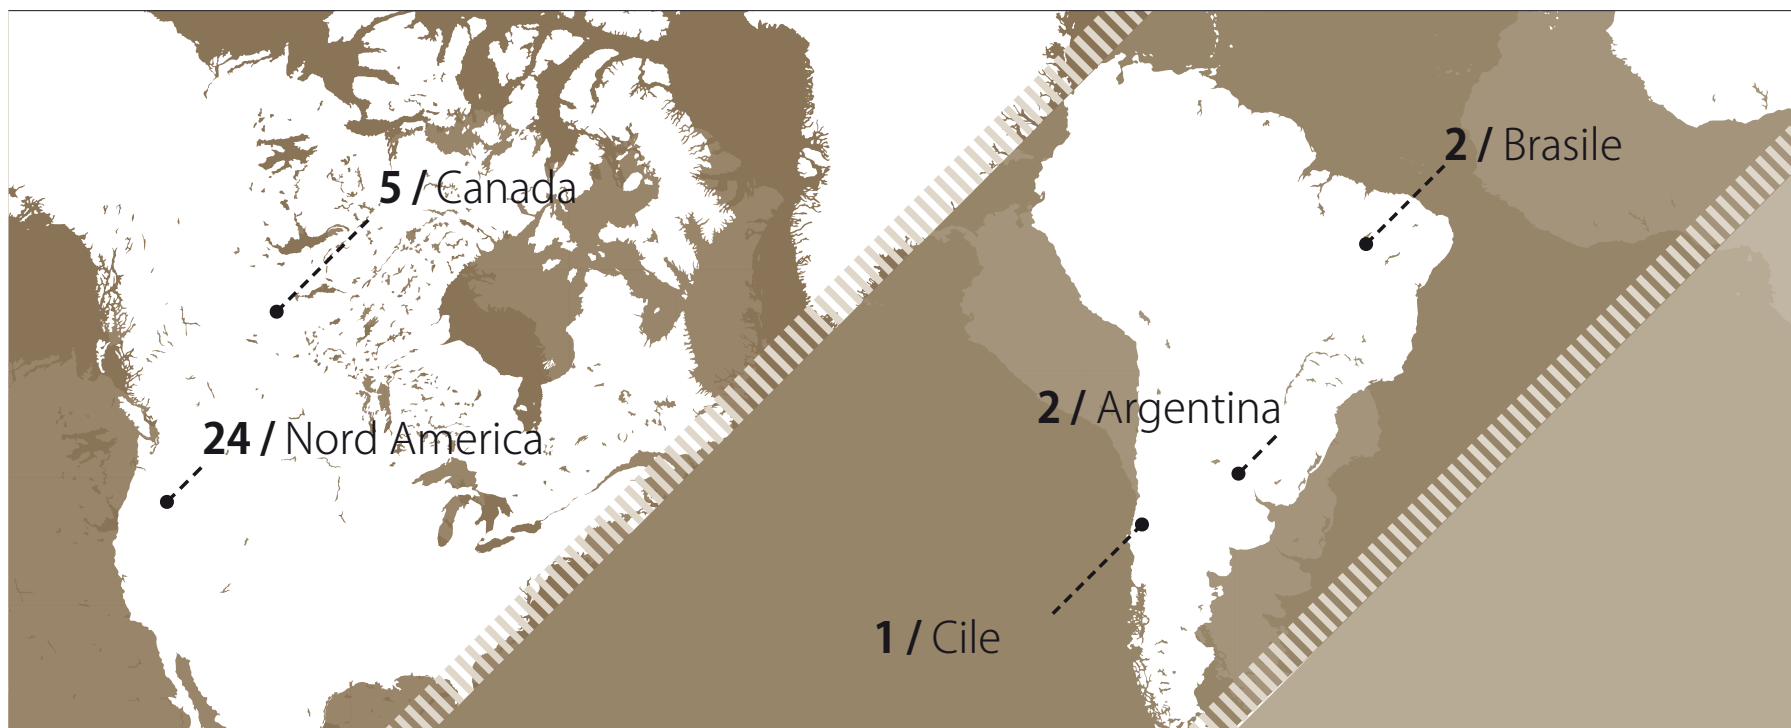 5 / Canada
24 / Nord America
2 / Brasile
2 / Argentina
1 / Cile